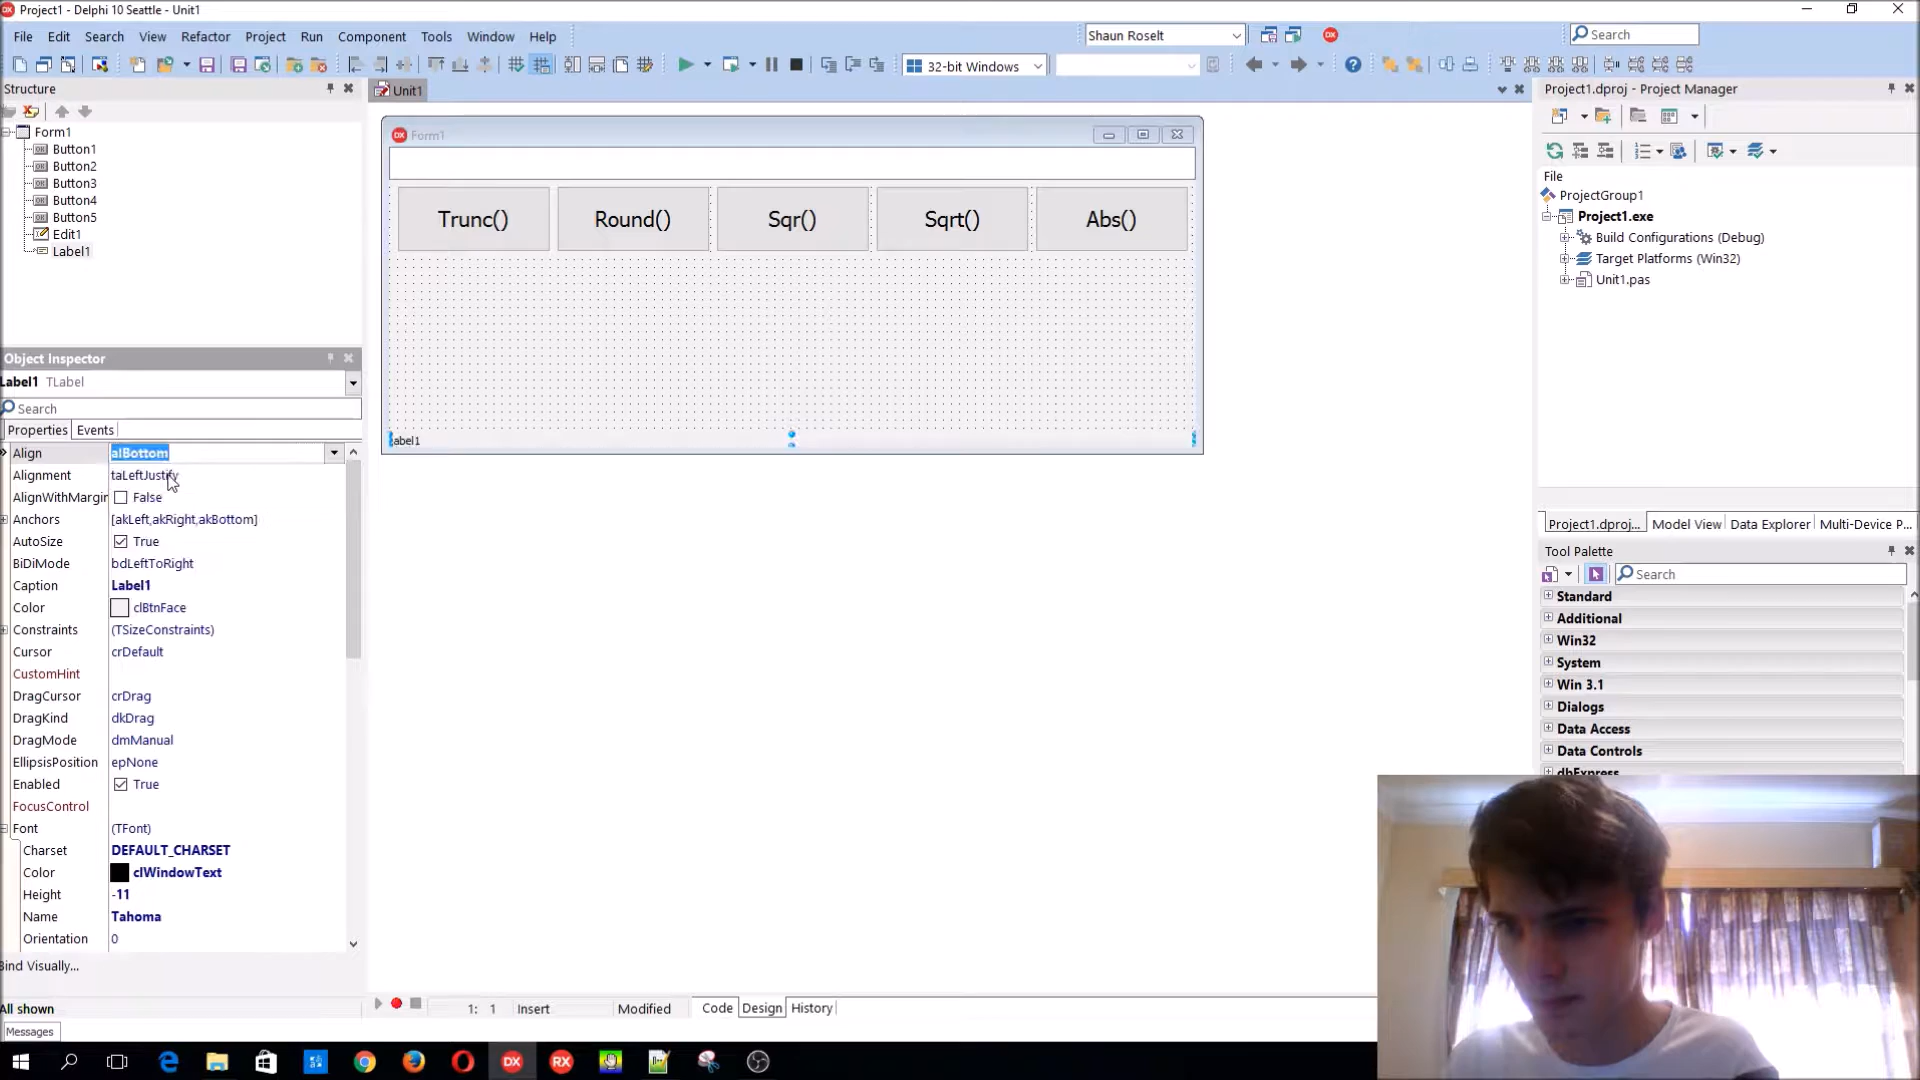 Project1 - Delphi 10 Seattle - Unit1
File Edit Search View Refactor Project Run Component Tools Window Help
Shaun Roselt
Search
32-bit Windows
Structure
Unit1
Project1.dproj - Project Manager
Form1
Button1
Button2
Button3
Button4
Button5
Edit1
Label1
Form1
Trunc() Round() Sqr() Sqrt() Abs()
abel1
File
ProjectGroup1
Project1.exe
Build Configurations (Debug)
Target Platforms (Win32)
Unit1.pas
Object Inspector
Label1 TLabel
Search
Properties Events
Align alBottom
Alignment taLeftJustify
AlignWithMargin False
Anchors [akLeft,akRight,akBottom]
AutoSize True
BiDiMode bdLeftToRight
Caption Label1
Color clBtnFace
Constraints (TSizeConstraints)
Cursor crDefault
CustomHint
DragCursor crDrag
DragKind dkDrag
DragMode dmManual
EllipsisPosition epNone
Enabled True
FocusControl
Font (TFont)
Charset DEFAULT_CHARSET
Color clWindowText
Height -11
Name Tahoma
Orientation 0
Bind Visually...
All shown
Messages
1: 1 Insert Modified Code Design History
Project1.dproj... Model View Data Explorer Multi-Device P...
Tool Palette
Search
Standard
Additional
Win32
System
Win 3.1
Dialogs
Data Access
Data Controls
dbExpress
DX RX